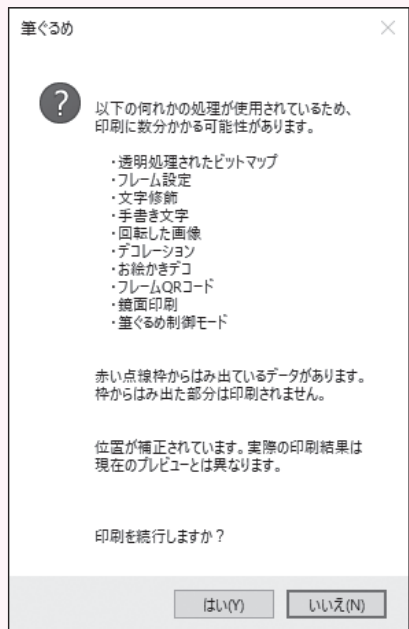 筆ぐるめ
?
以下の何れかの処理が使用されているため、
印刷に数分かかる可能性があります。
・透明処理されたビットマップ
・フレーム設定
・文字修飾
・手書き文字
・回転した画像
・デコレーション
・お絵かきデコ
・フレームQRコード
・鏡面印刷
・筆ぐるめ制御モード
赤い点線枠からはみ出ているデータがあります。
枠からはみ出た部分は印刷されません。
位置が補正されています。実際の印刷結果は
現在のプレビューとは異なります。
印刷を続行しますか？
はい(Y)
いいえ(N)